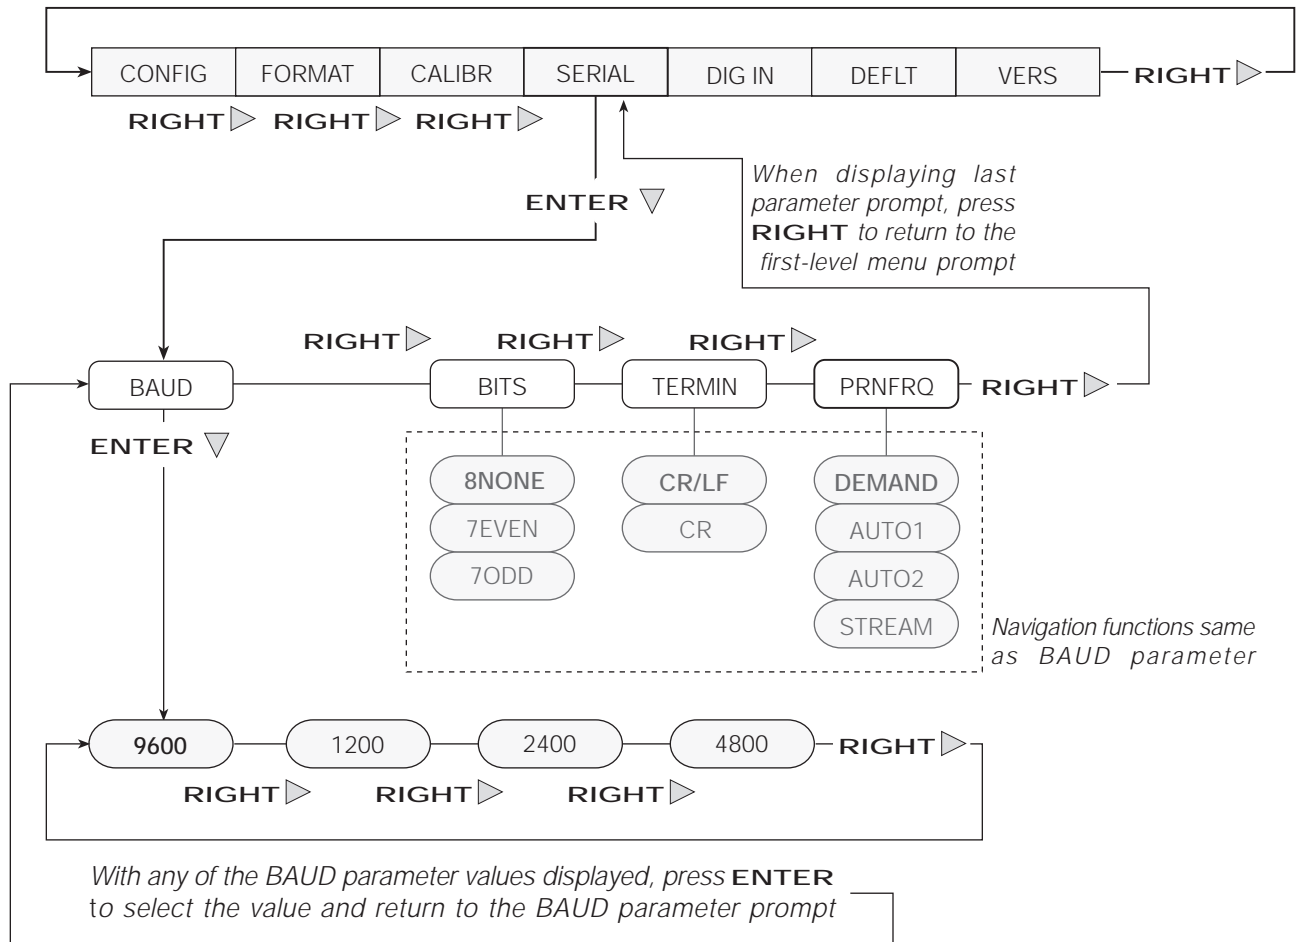 CONFIG FORMAT CALIBR SERIAL DIG IN DEFLT VERS RIGHT
RIGHT RIGHT RIGHT
When displaying last
parameter prompt, press
RIGHT to return to the
first-level menu prompt
ENTER
RIGHT RIGHT RIGHT
BAUD BITS TERMIN PRNFRQ RIGHT
ENTER
8NONE CR/LF DEMAND
7EVEN CR AUTO1
7ODD AUTO2
STREAM
Navigation functions same
as BAUD parameter
9600 1200 2400 4800 RIGHT
RIGHT RIGHT RIGHT
With any of the BAUD parameter values displayed, press ENTER
to select the value and return to the BAUD parameter prompt